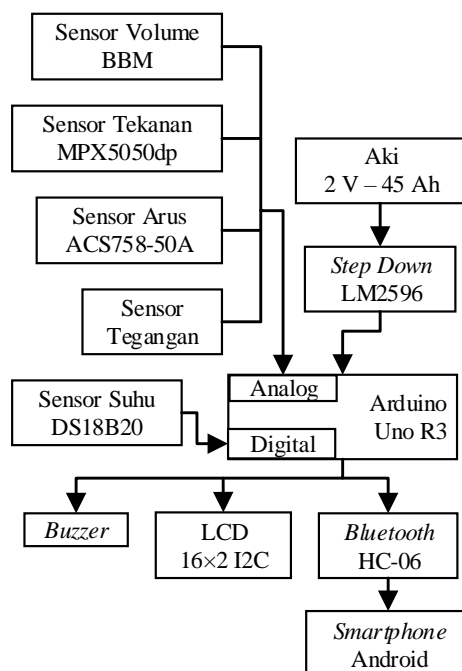 Sensor Volume
BBM
Sensor Tekanan
MPX5050dp
Sensor Arus
ACS758-50A
Sensor
Tegangan
Sensor Suhu
DS18B20
Aki
2 V – 45 Ah
Step Down
LM2596
Analog
Digital
Arduino
Uno R3
Buzzer
LCD
16×2 I2C
Bluetooth
HC-06
Smartphone
Android